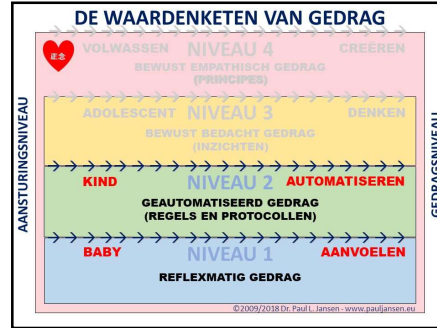 DE WAARDENKETEN VAN GEDRAG
正念
VOLWASSEN NIVEAU 4 CREËREN
BEWUST EMPATHISCH GEDRAG
(PRINCIPES)
ADOLESCENT NIVEAU 3 DENKEN
BEWUST BEDACHT GEDRAG
(INZICHTEN)
KIND NIVEAU 2 AUTOMATISEREN
GEAUTOMATISEERD GEDRAG
(REGELS EN PROTOCOLLEN)
BABY NIVEAU 1 AANVOELEN
REFLEXMATIG GEDRAG
©2009/2018 Dr. Paul L. Jansen - www.pauljansen.eu
AANSTURINGSNIVEAU
GEDRAGSNIVEAU